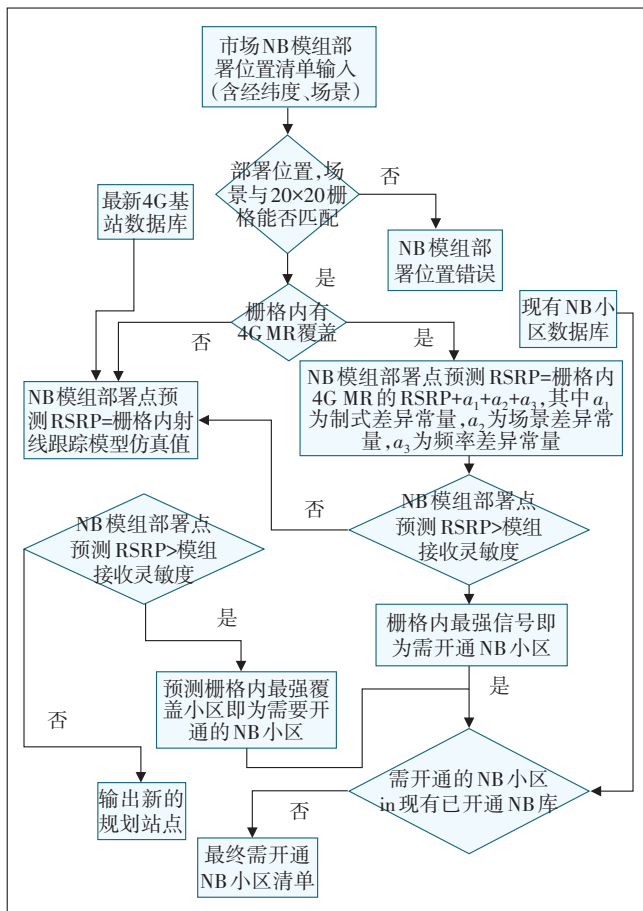 市场NB模组部
署位置清单输入
(含经纬度、场景)
部署位置,场
景与20×20栅
格能否匹配
否
最新4G基
站数据库
NB模组部
署位置错误
是
栅格内有
4G MR覆盖
现有NB小
区数据库
否
是
NB模组部署点预
测RSRP=栅格内射
线跟踪模型仿真值
NB模组部署点预测RSRP=栅格内
4G MR的RSRP+a₁+a₂+a₃,其中a₁
为制式差异常量,a₂为场景差异常
量,a₃为频率差异常量
否
NB模组部署点
预测RSRP>模组
接收灵敏度
NB模组部署点
预测RSRP>模组
接收灵敏度
是
栅格内最强信号即
为需开通NB小区
预测栅格内最强覆
盖小区即为需要开
通的NB小区
是
否
输出新的
规划站点
需开通的NB小区
in现有已开通NB库
否
最终需开通
NB小区清单